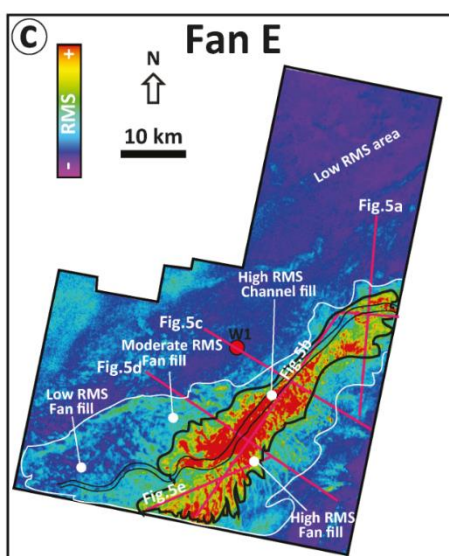 c
Fan E
+
RMS
-
N
10 km
Low RMS area
Fig.5a
High RMS
Channel fill
Fig.5c
W1
Fig.5b
Moderate RMS
Fan fill
Fig.5d
Low RMS
Fan fill
Fig.5e
High RMS
Fan fill